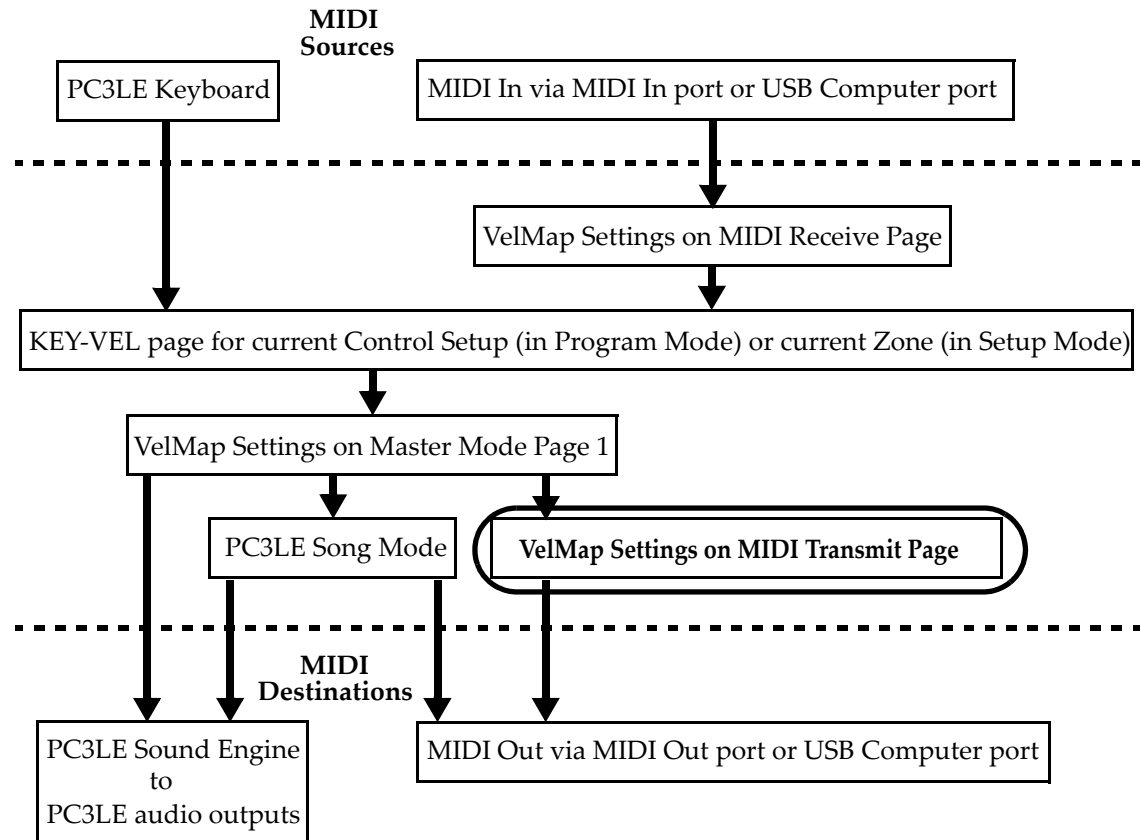 MIDI
Sources
PC3LE Keyboard
MIDI In via MIDI In port or USB Computer port
VelMap Settings on MIDI Receive Page
KEY-VEL page for current Control Setup (in Program Mode) or current Zone (in Setup Mode)
VelMap Settings on Master Mode Page 1
PC3LE Song Mode
VelMap Settings on MIDI Transmit Page
MIDI
Destinations
PC3LE Sound Engine
to
PC3LE audio outputs
MIDI Out via MIDI Out port or USB Computer port